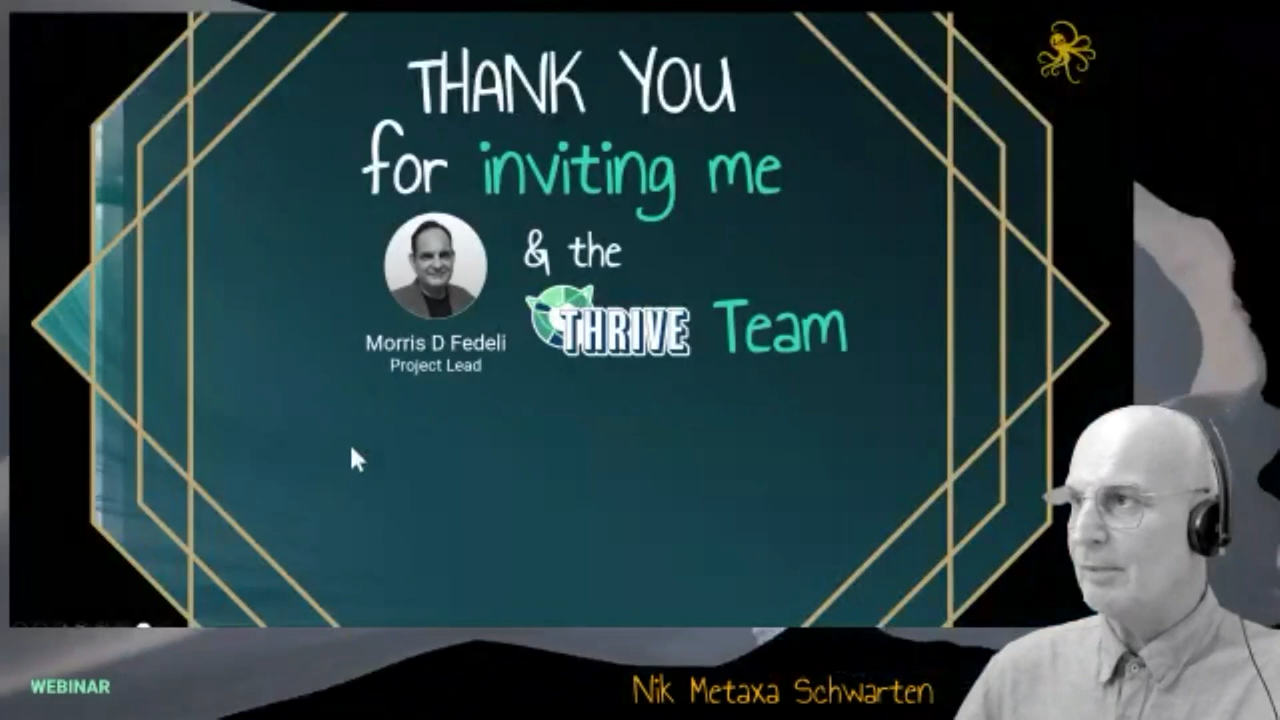 THANK YOU
for inviting me
& the
THRIVE Team
Morris D Fedeli
Project Lead
WEBINAR
Nik Metaxa Schwarten